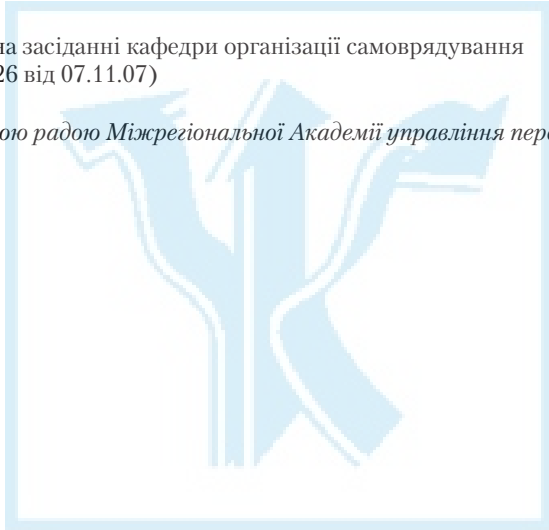 на засіданні кафедри організації самоврядування
26 від 07.11.07)
ою радою Міжрегіональної Академії управління пер